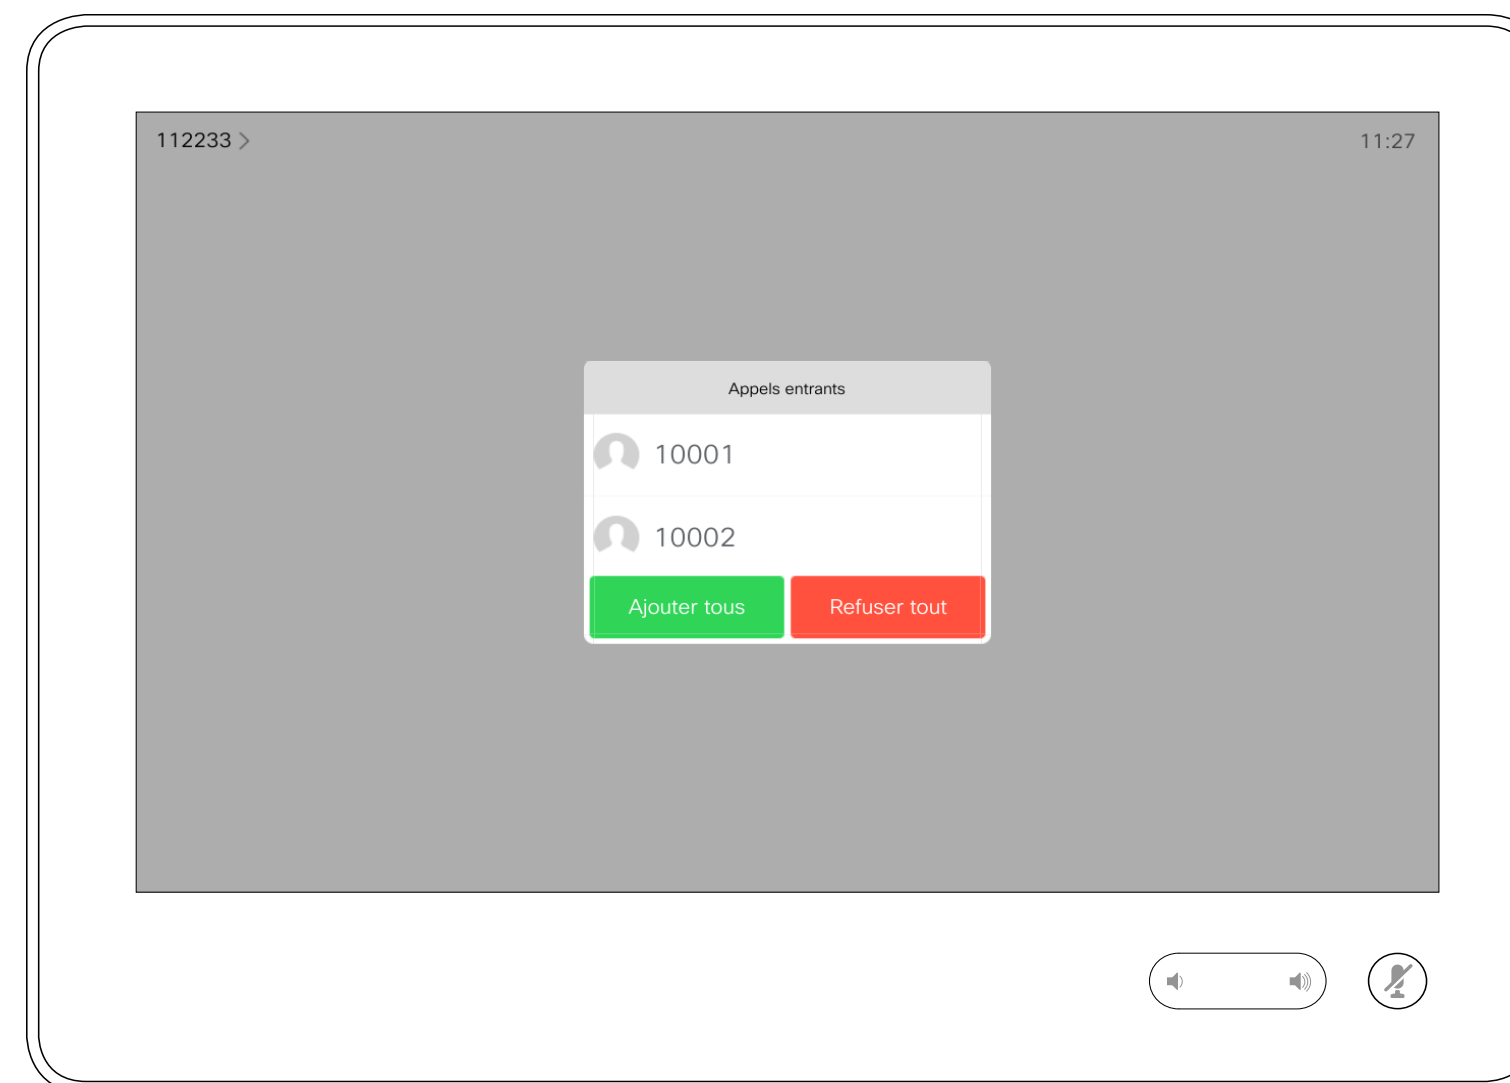 112233
11:27
Appels entrants
10001
10002
Ajouter tous
Refuser tout